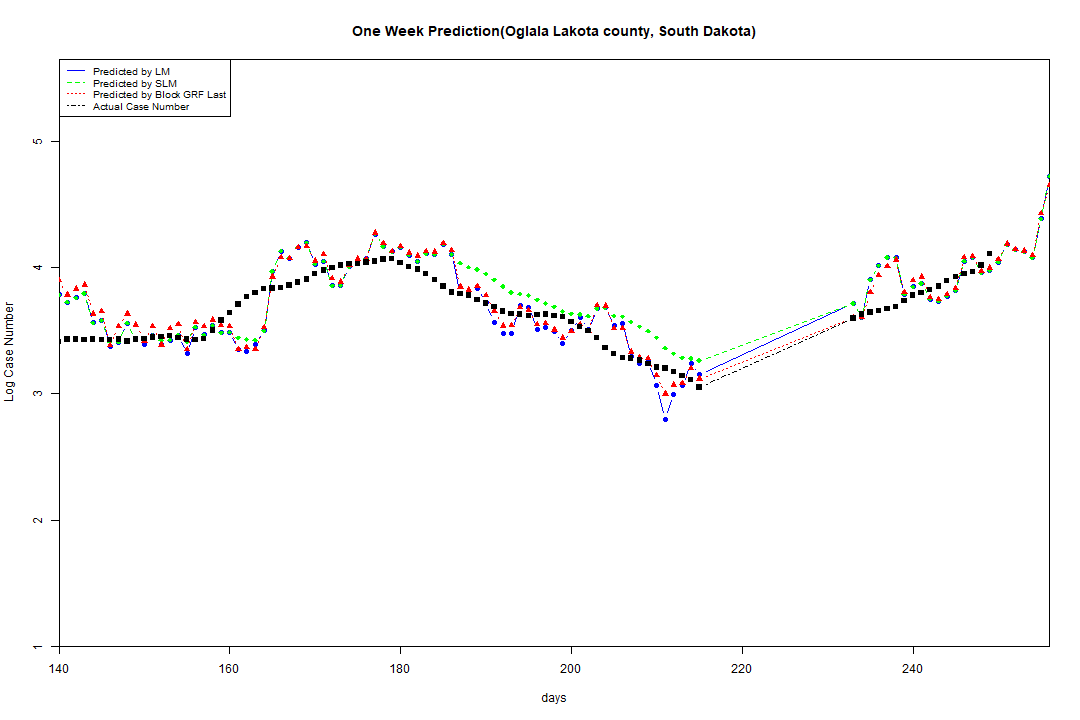 One Week Prediction(Oglala Lakota county, South Dakota)
Predicted by LM
Predicted by SLM
Predicted by Block GRF Last
Actual Case Number
Log Case Number
5
4
3
2
1
140 160 180 200 220 240
days